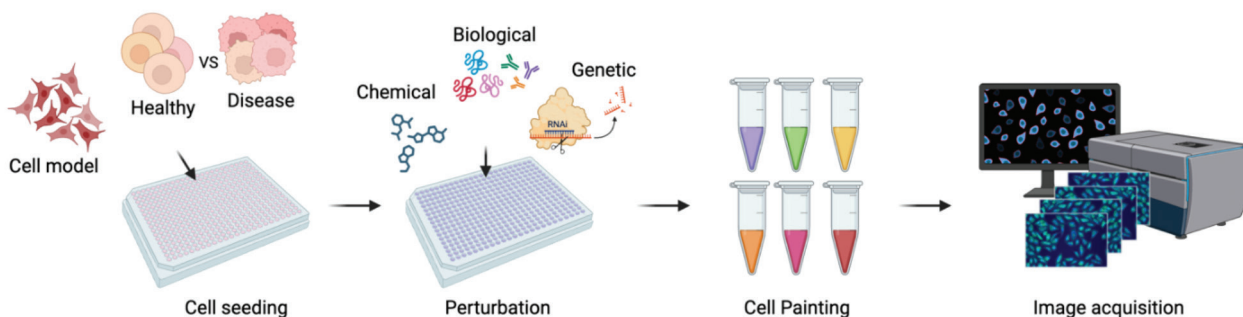 Cell model
Healthy
VS
Disease
Cell seeding
Chemical
Biological
Genetic
RNAi
Perturbation
Cell Painting
Image acquisition